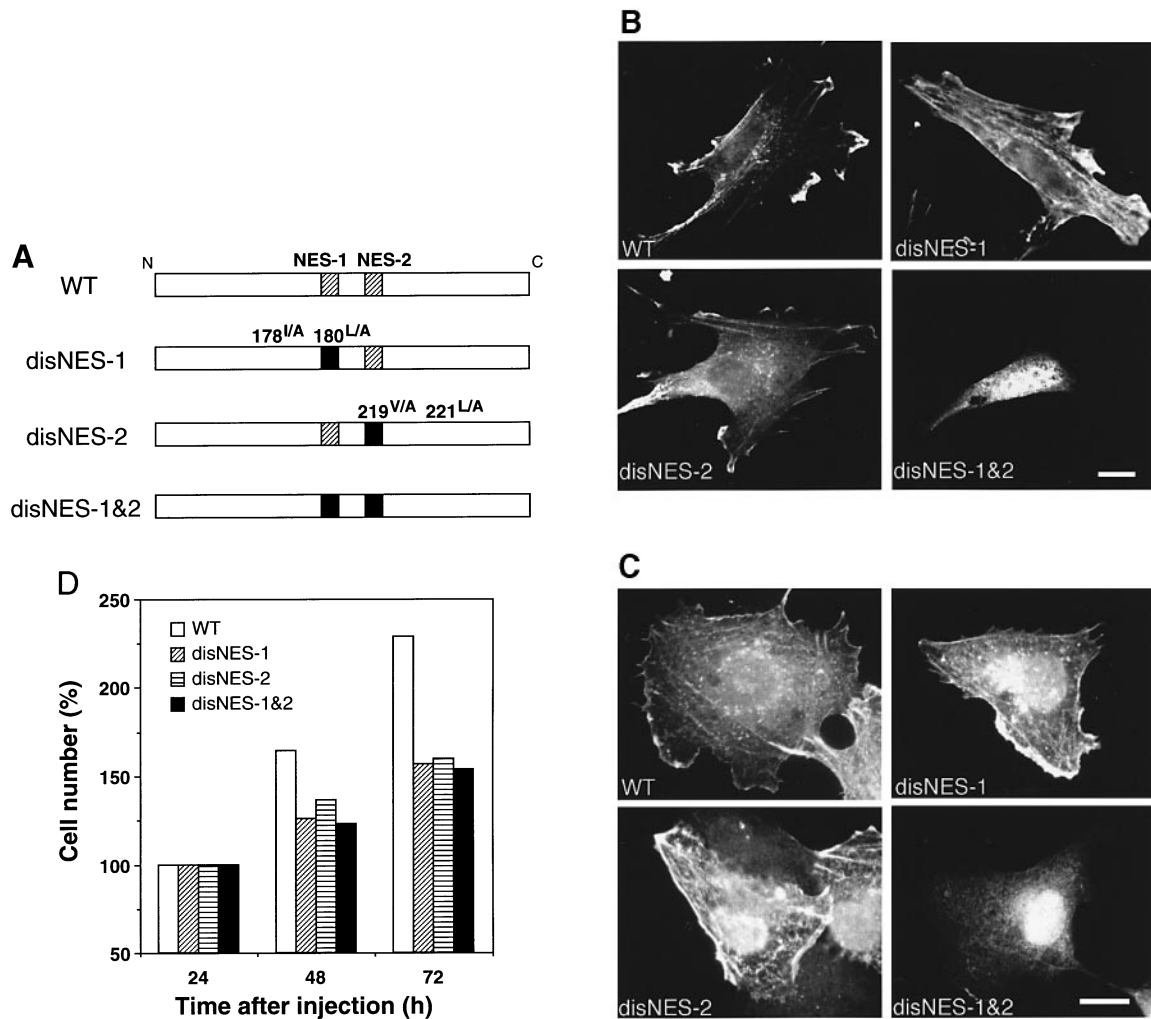 A
N
NES-1 NES-2
C
WT
178I/A 180L/A
disNES-1
219V/A 221L/A
disNES-2
disNES-1&2
B
WT
disNES-1
disNES-2
disNES-1&2
C
WT
disNES-1
disNES-2
disNES-1&2
D
Cell number (%)
250
200
150
100
50
WT
disNES-1
disNES-2
disNES-1&2
24 48 72
Time after injection (h)